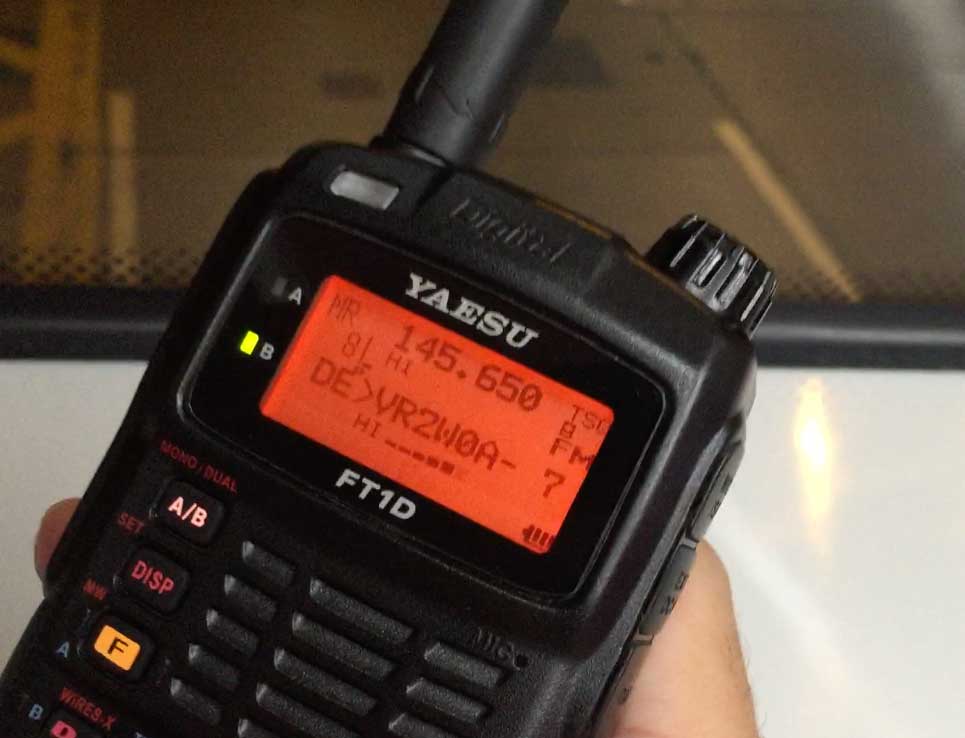 Digital
YAESU
A
MR 145.650
81 HI TSQ
B
DE>VR2W0A- FM
HI 7
FT1D
MONO/DUAL
A/B
SET
DISP
MW
A F
WIRES-X
B
MIC